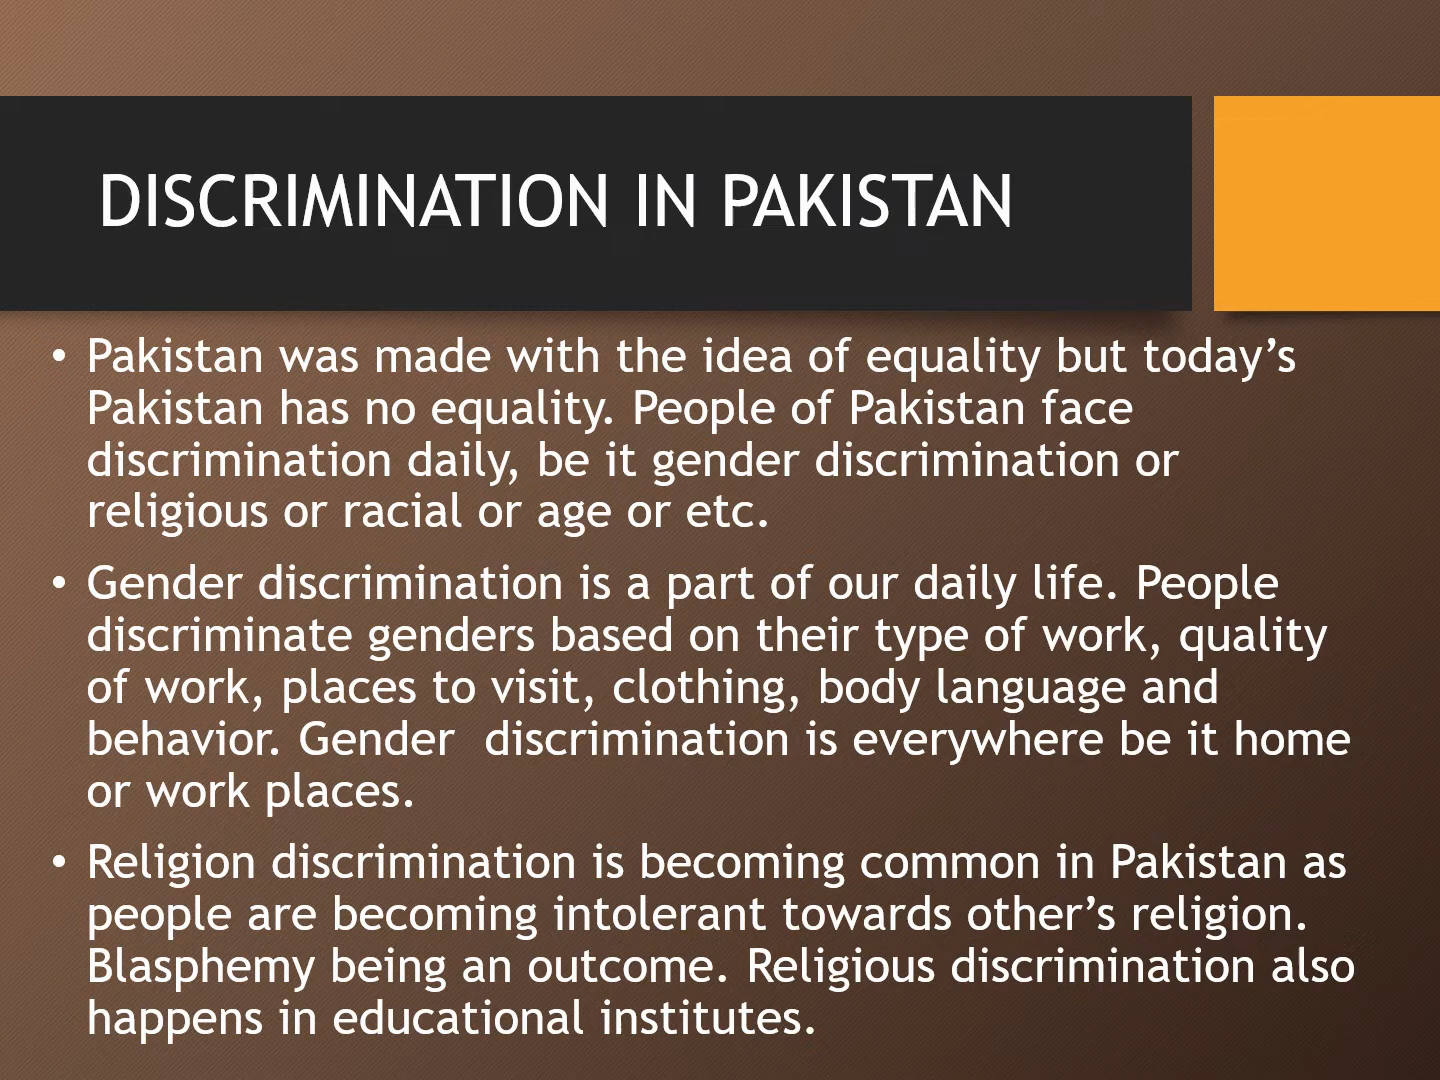 DISCRIMINATION IN PAKISTAN
• Pakistan was made with the idea of equality but today’s
Pakistan has no equality. People of Pakistan face
discrimination daily, be it gender discrimination or
religious or racial or age or etc.
• Gender discrimination is a part of our daily life. People
discriminate genders based on their type of work, quality
of work, places to visit, clothing, body language and
behavior. Gender  discrimination is everywhere be it home
or work places.
• Religion discrimination is becoming common in Pakistan as
people are becoming intolerant towards other’s religion.
Blasphemy being an outcome. Religious discrimination also
happens in educational institutes.